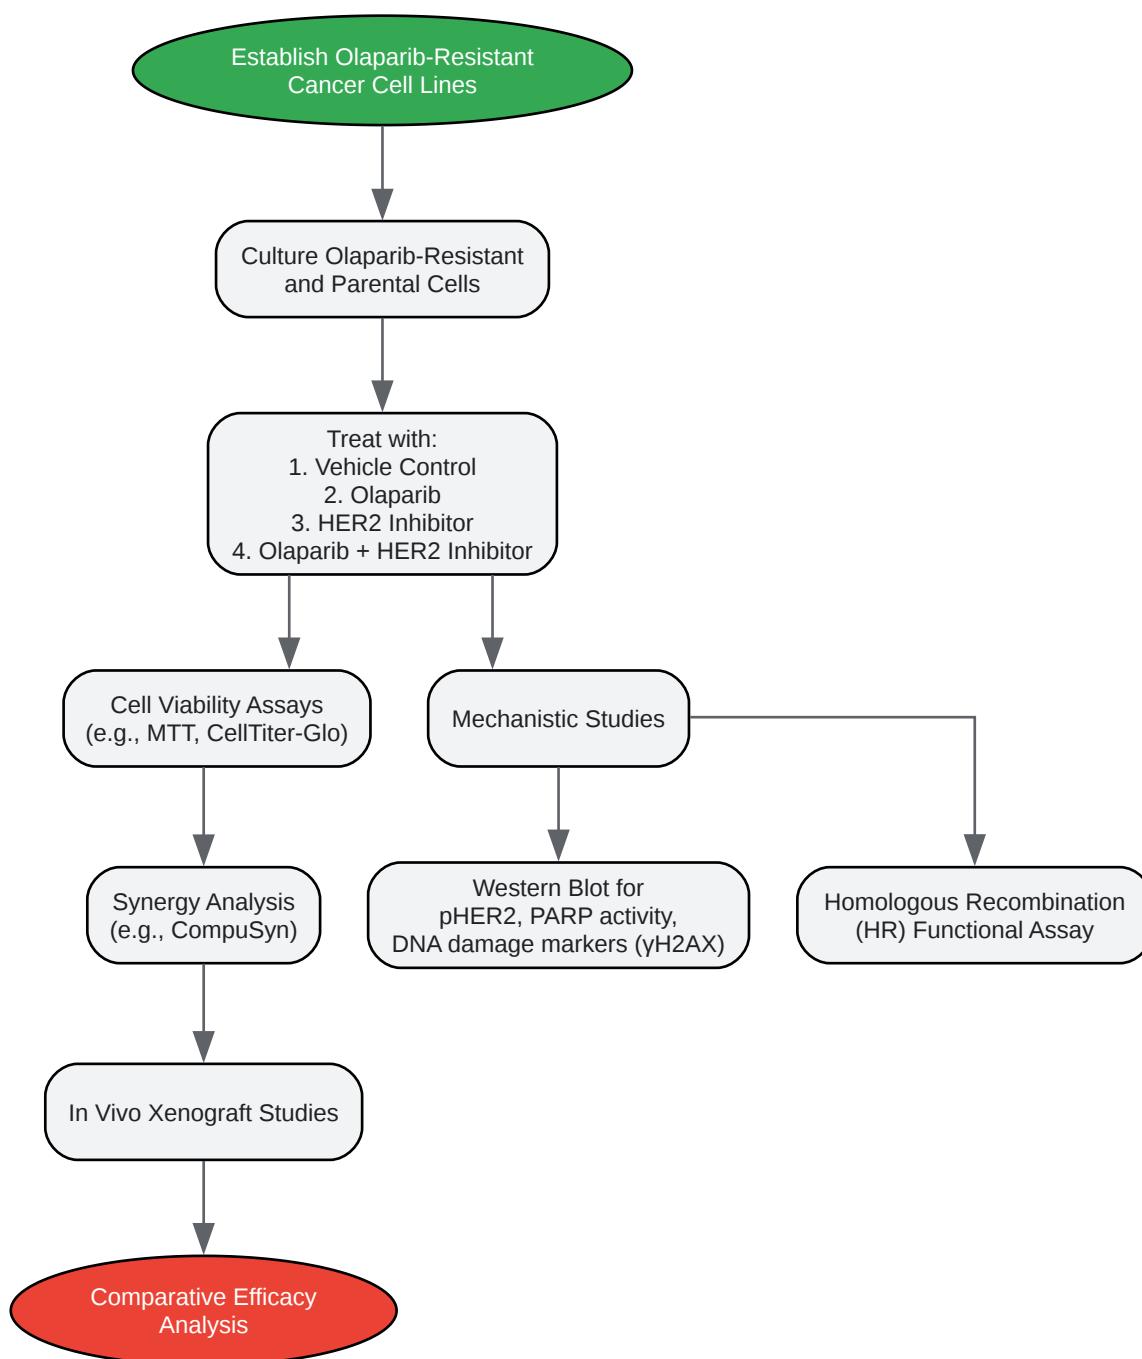 Establish Olaparib-Resistant
Cancer Cell Lines
Culture Olaparib-Resistant
and Parental Cells
Treat with:
1. Vehicle Control
2. Olaparib
3. HER2 Inhibitor
4. Olaparib + HER2 Inhibitor
Cell Viability Assays
(e.g., MTT, CellTiter-Glo)
Mechanistic Studies
Synergy Analysis
(e.g., CompuSyn)
Western Blot for
pHER2, PARP activity,
DNA damage markers (γH2AX)
Homologous Recombination
(HR) Functional Assay
In Vivo Xenograft Studies
Comparative Efficacy
Analysis